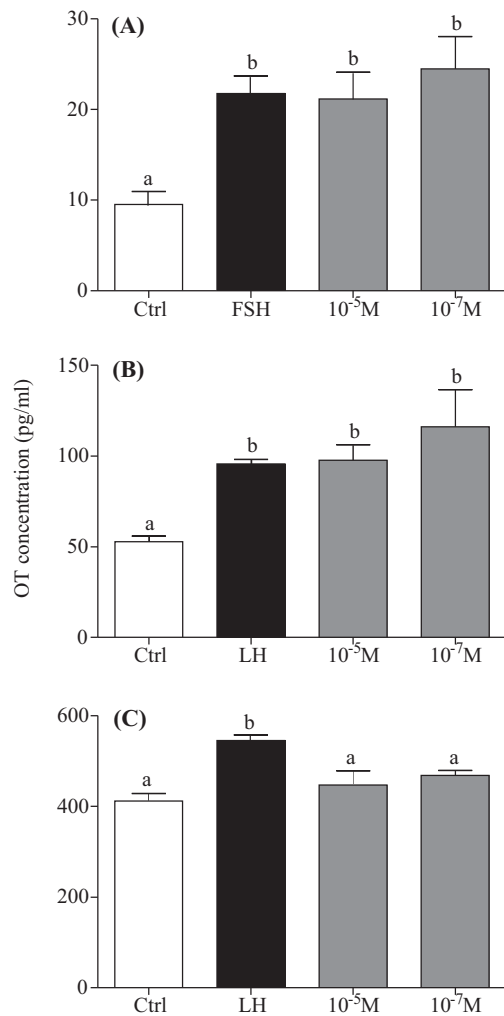 (A)
30
20
10
0
a
b
b
b
Ctrl
FSH
10⁻⁵M
10⁻⁷M
OT concentration (pg/ml)
(B)
150
100
50
0
a
b
b
b
Ctrl
LH
10⁻⁵M
10⁻⁷M
(C)
600
400
200
0
a
b
a
a
Ctrl
LH
10⁻⁵M
10⁻⁷M